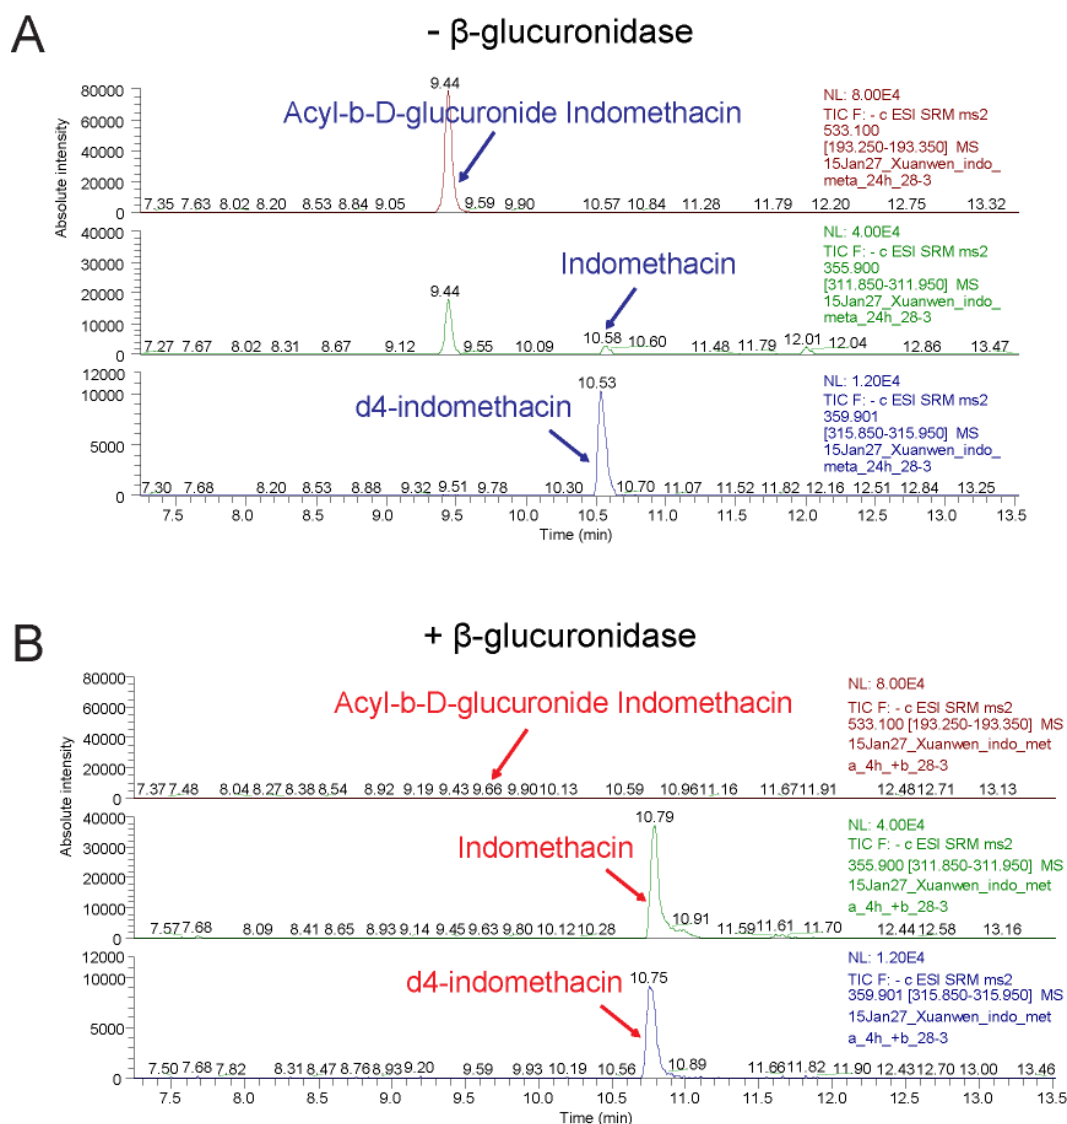 A
- β-glucuronidase
9.44
80000
60000
40000
20000
0
Absolute intensity
Acyl-b-D-glucuronide Indomethacin
7.35 7.63 8.02 8.20 8.53 8.84 9.05 9.59 9.90 10.57 10.84 11.28 11.79 12.20 12.75 13.32
NL: 8.00E4
TIC F: - c ESI SRM ms2
533.100
[193.250-193.350] MS
15Jan27_Xuanwen_indo_
meta_24h_28-3
40000
30000
20000
10000
0
Indomethacin
9.44
7.27 7.67 8.02 8.31 8.67 9.12 9.55 10.09 10.58 10.60 11.48 11.79 12.01 12.04 12.86 13.47
NL: 4.00E4
TIC F: - c ESI SRM ms2
355.900
[311.850-311.950] MS
15Jan27_Xuanwen_indo_
meta_24h_28-3
12000
10000
5000
0
10.53
d4-indomethacin
7.30 7.68 8.20 8.53 8.88 9.32 9.51 9.78 10.30 10.70 11.07 11.52 11.82 12.16 12.51 12.84 13.25
NL: 1.20E4
TIC F: - c ESI SRM ms2
359.901
[315.850-315.950] MS
15Jan27_Xuanwen_indo_
meta_24h_28-3
7.5 8.0 8.5 9.0 9.5 10.0 10.5 11.0 11.5 12.0 12.5 13.0 13.5
Time (min)
B
+ β-glucuronidase
80000
60000
40000
20000
0
Absolute intensity
Acyl-b-D-glucuronide Indomethacin
7.37 7.48 8.04 8.27 8.38 8.54 8.92 9.19 9.43 9.66 9.90 10.13 10.59 10.96 11.16 11.67 11.91 12.48 12.71 13.13
NL: 8.00E4
TIC F: - c ESI SRM ms2
533.100 [193.250-193.350] MS
15Jan27_Xuanwen_indo_met
a_4h_+b_28-3
40000
30000
20000
10000
0
10.79
Indomethacin
7.57 7.68 8.09 8.41 8.65 8.93 9.14 9.45 9.63 9.80 10.12 10.28 10.91 11.59 11.61 11.70 12.44 12.58 13.16
NL: 4.00E4
TIC F: - c ESI SRM ms2
355.900 [311.850-311.950] MS
15Jan27_Xuanwen_indo_met
a_4h_+b_28-3
12000
10000
5000
0
10.75
d4-indomethacin
7.50 7.68 7.82 8.31 8.47 8.76 8.93 9.20 9.59 9.93 10.19 10.56 10.89 11.66 11.82 11.90 12.43 12.70 13.00 13.46
NL: 1.20E4
TIC F: - c ESI SRM ms2
359.901 [315.850-315.950] MS
15Jan27_Xuanwen_indo_met
a_4h_+b_28-3
7.5 8.0 8.5 9.0 9.5 10.0 10.5 11.0 11.5 12.0 12.5 13.0 13.5
Time (min)